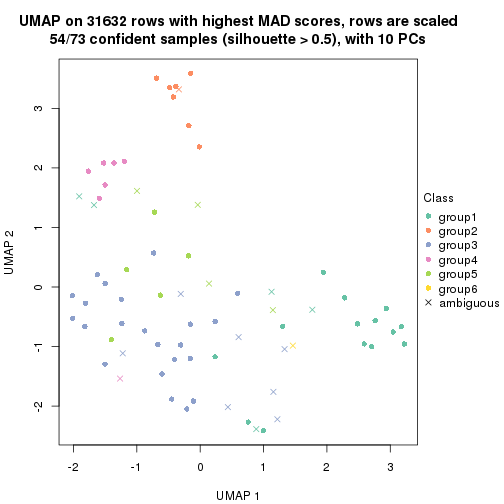 UMAP on 31632 rows with highest MAD scores, rows are scaled
54/73 confident samples (silhouette > 0.5), with 10 PCs
3
2
1
0
-1
-2
UMAP 2
-2 -1 0 1 2 3
UMAP 1
Class
group1
group2
group3
group4
group5
group6
ambiguous